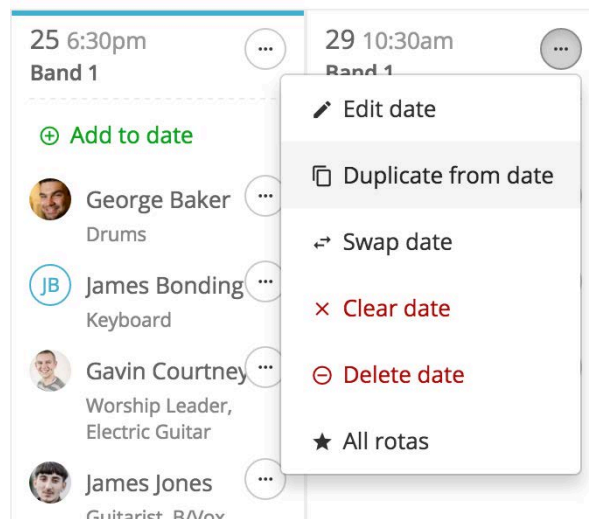 25 6:30pm
Band 1
Add to date
George Baker
Drums
JB
James Bonding
Keyboard
Gavin Courtney
Worship Leader,
Electric Guitar
James Jones
Guitarist, B/Vox
29 10:30am
Band 1
Edit date
Duplicate from date
Swap date
Clear date
Delete date
All rotas